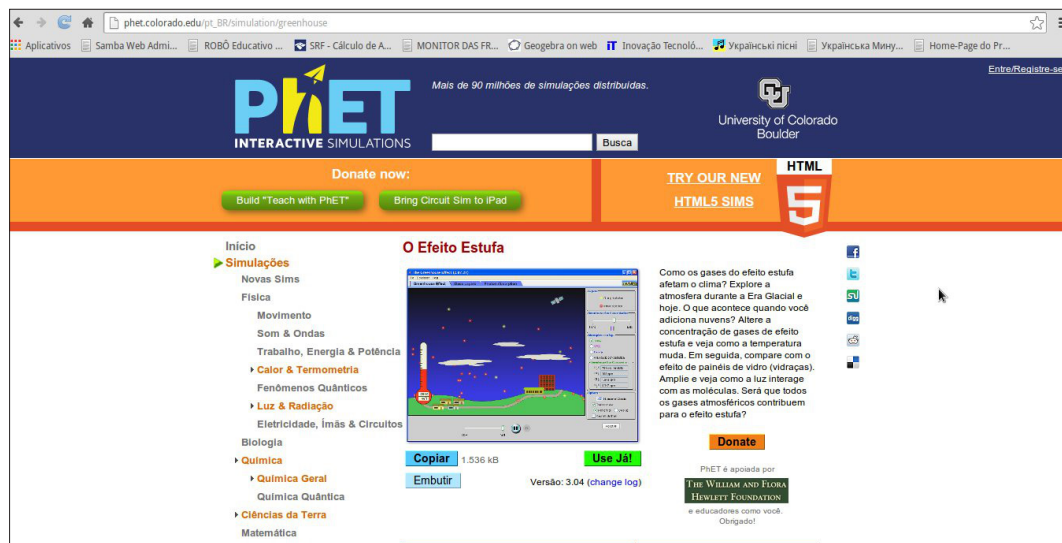 phet.colorado.edu/pt_BR/simulation/greenhouse
Aplicativos Samba Web Admi... ROBÔ Educativo ... SRF - Cálculo de A... MONITOR DAS FR... Geogebra on web iT Inovação Tecnoló... Українські пісні Українська Мину... Home-Page do Pr...
Entre/Registre-se
PhET
INTERACTIVE SIMULATIONS
Mais de 90 milhões de simulações distribuídas.
Busca
University of Colorado
Boulder
Donate now:
Build "Teach with PhET"
Bring Circuit Sim to iPad
TRY OUR NEW
HTML5 SIMS
HTML
5
Início
Simulações
Novas Sims
Física
Movimento
Som & Ondas
Trabalho, Energia & Potência
Calor & Termometria
Fenômenos Quânticos
Luz & Radiação
Eletricidade, Ímãs & Circuitos
Biologia
Química
Química Geral
Química Quântica
Ciências da Terra
Matemática
O Efeito Estufa
Copiar 1.536 kB
Use Já!
Embutir
Versão: 3.04 (change log)
Como os gases do efeito estufa
afetam o clima? Explore a
atmosfera durante a Era Glacial e
hoje. O que acontece quando você
adiciona nuvens? Altere a
concentração de gases de efeito
estufa e veja como a temperatura
muda. Em seguida, compare com o
efeito de painéis de vidro (vidraças).
Amplie e veja como a luz interage
com as moléculas. Será que todos
os gases atmosféricos contribuem
para o efeito estufa?
Donate
PhET é apoiada por
THE WILLIAM AND FLORA
HEWLETT FOUNDATION
e educadores como você.
Obrigado!
digg